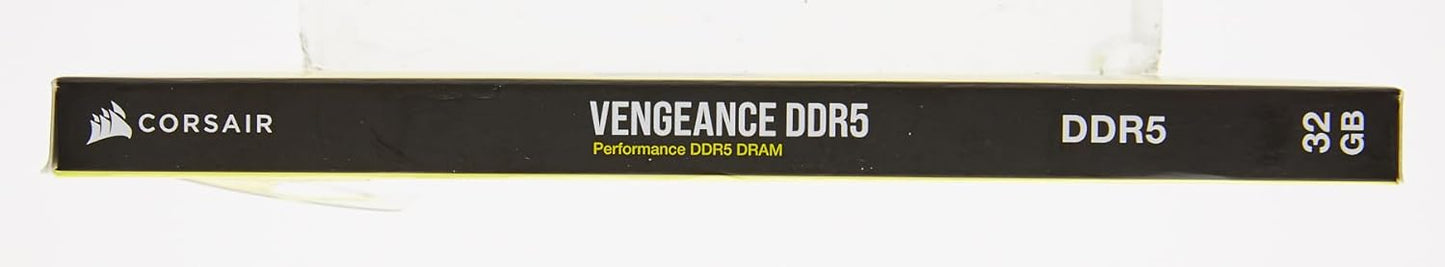 CORSAIR
VENGEANCE DDR5
Performance DDR5 DRAM
DDR5
32
GB